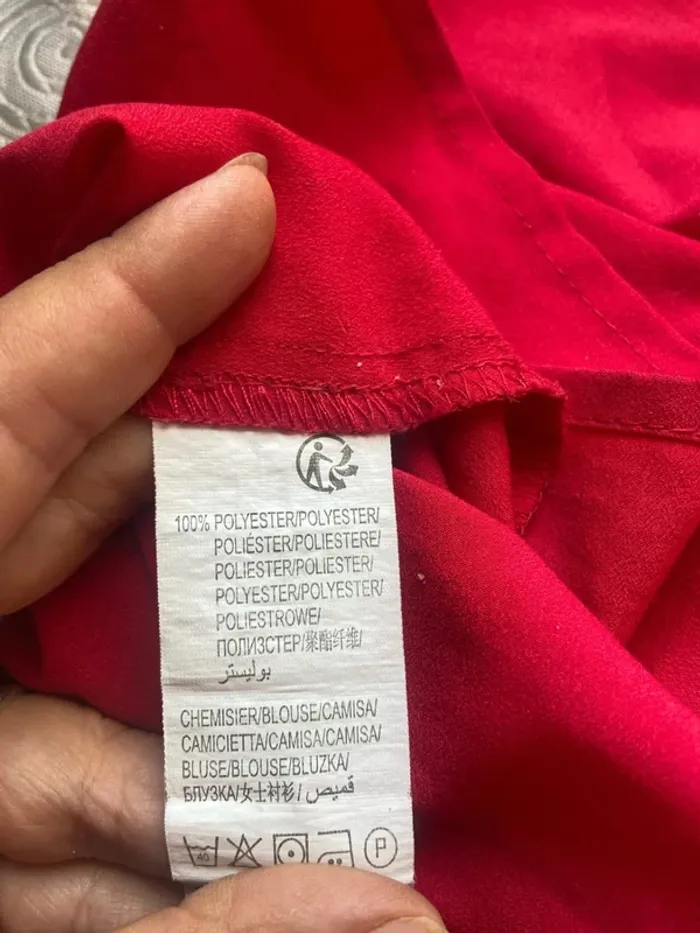 100% POLYESTER/POLYESTER/
POLIÉSTER/POLIESTERE/
POLIESTER/POLIESTER/
POLYESTER/POLYESTER/
POLIESTROWE/
ПОЛИЭСТЕР/聚酯纤维/
بوليستر
CHEMISIER/BLOUSE/CAMISA/
CAMICIETTA/CAMISA/CAMISA/
BLUSE/BLOUSE/BLUZKA/
БЛУЗКА/女士衬衫/قميص
40
P